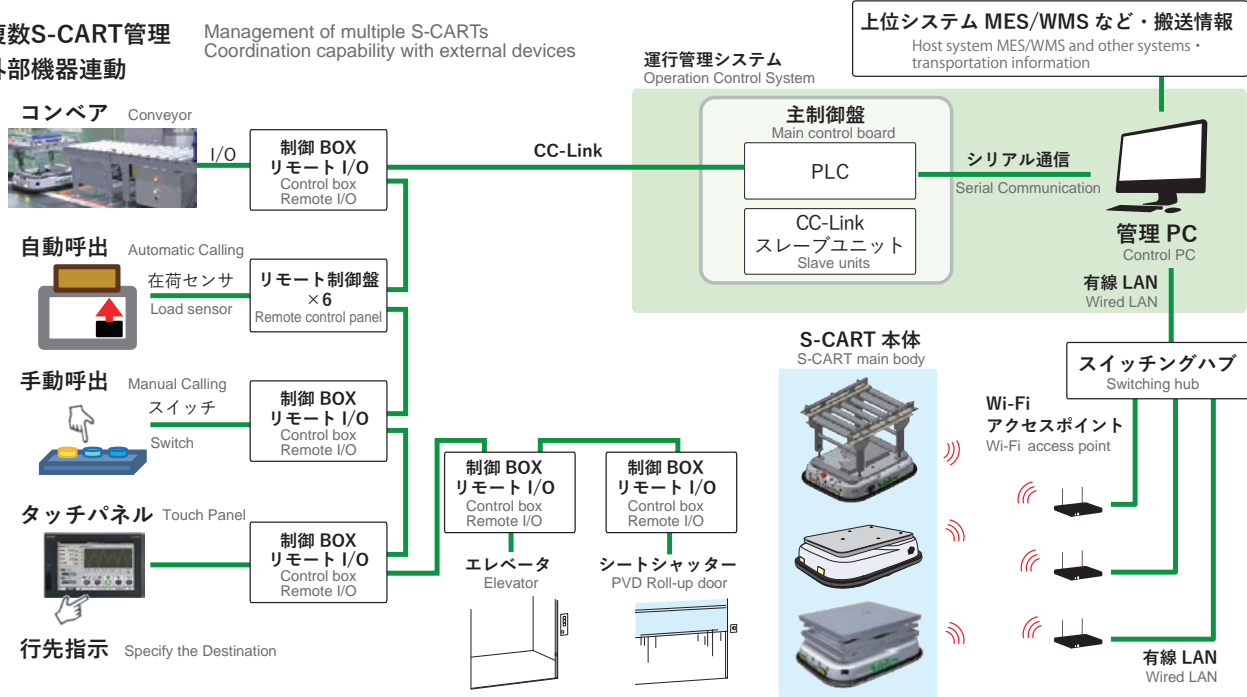 複数S-CART管理
外部機器連動
Management of multiple S-CARTs
Coordination capability with external devices
上位システム MES/WMS など・搬送情報
Host system MES/WMS and other systems・
transportation information
運行管理システム
Operation Control System
主制御盤
Main control board
PLC
CC-Link
スレーブユニット
Slave units
シリアル通信
Serial Communication
管理 PC
Control PC
有線 LAN
Wired LAN
コンベア Conveyor
I/O
制御 BOX
リモート I/O
Control box
Remote I/O
CC-Link
自動呼出 Automatic Calling
在荷センサ
Load sensor
リモート制御盤
×6
Remote control panel
手動呼出 Manual Calling
スイッチ
Switch
制御 BOX
リモート I/O
Control box
Remote I/O
タッチパネル Touch Panel
制御 BOX
リモート I/O
Control box
Remote I/O
行先指示 Specify the Destination
制御 BOX
リモート I/O
Control box
Remote I/O
エレベータ
Elevator
制御 BOX
リモート I/O
Control box
Remote I/O
シートシャッター
PVD Roll-up door
S-CART 本体
S-CART main body
スイッチングハブ
Switching hub
Wi-Fi
アクセスポイント
Wi-Fi access point
有線 LAN
Wired LAN